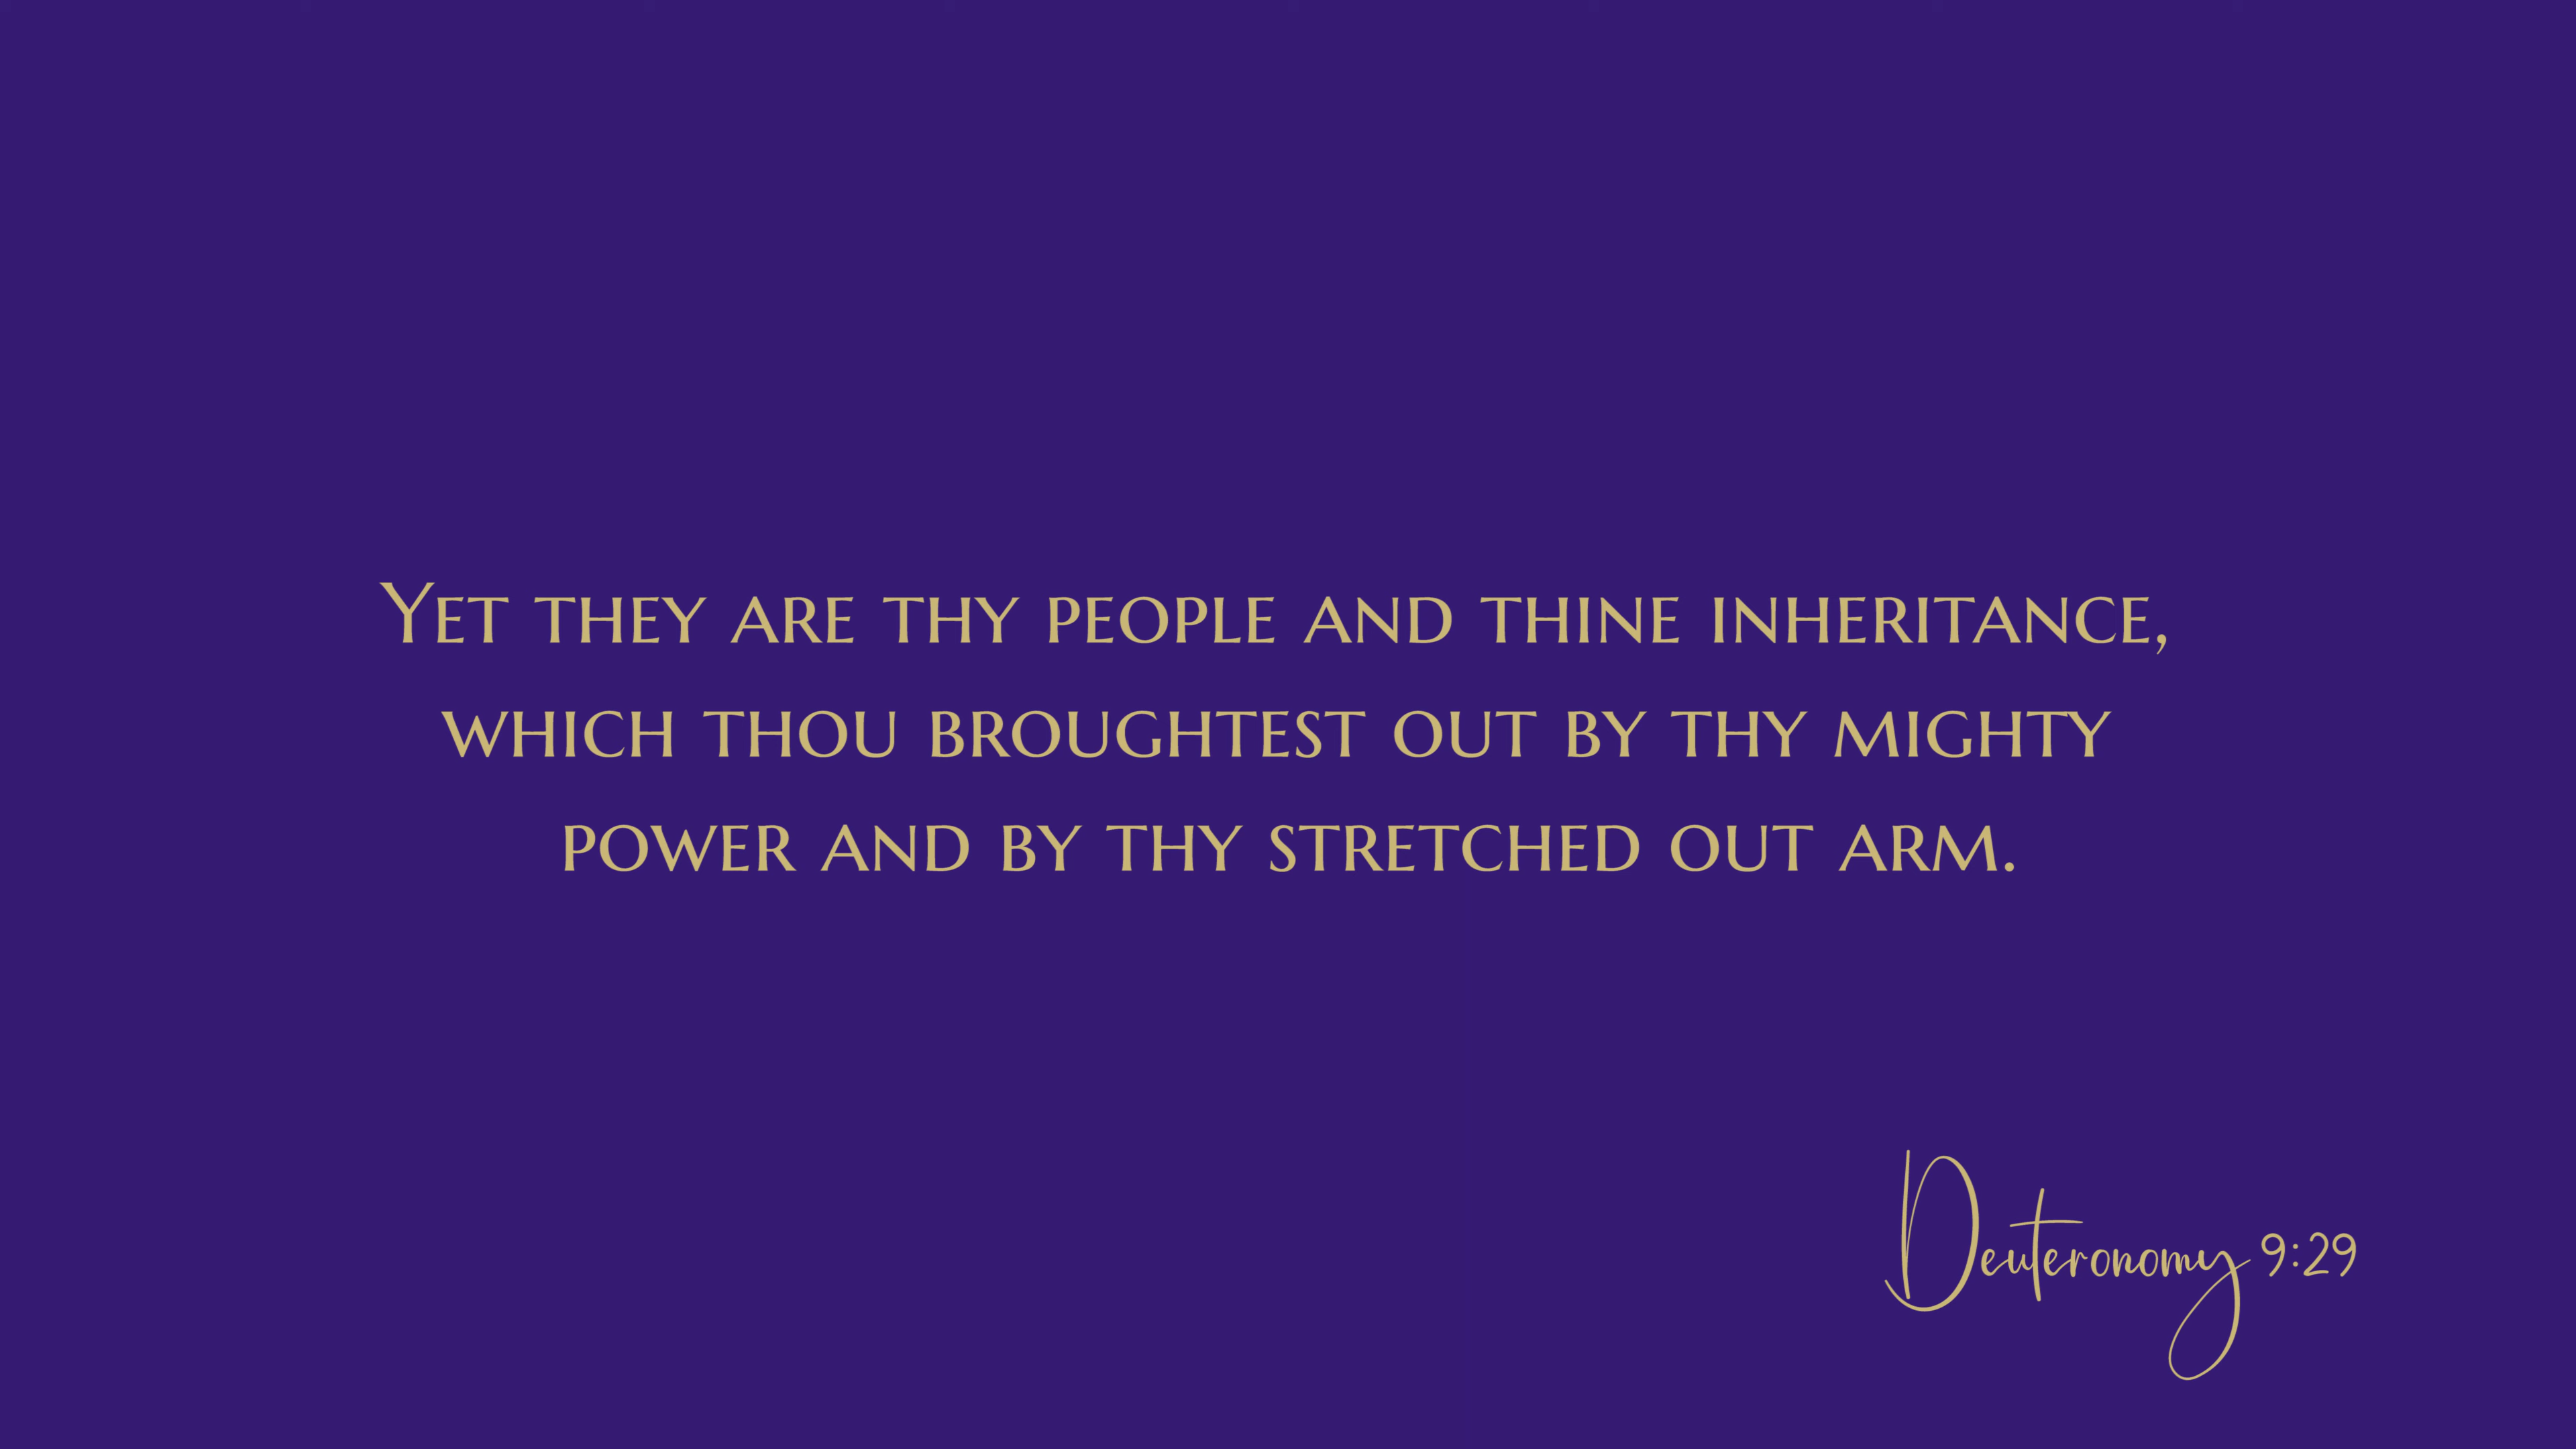 Yet they are thy people and thine inheritance,
which thou broughtest out by thy mighty
power and by thy stretched out arm.
Deuteronomy 9:29